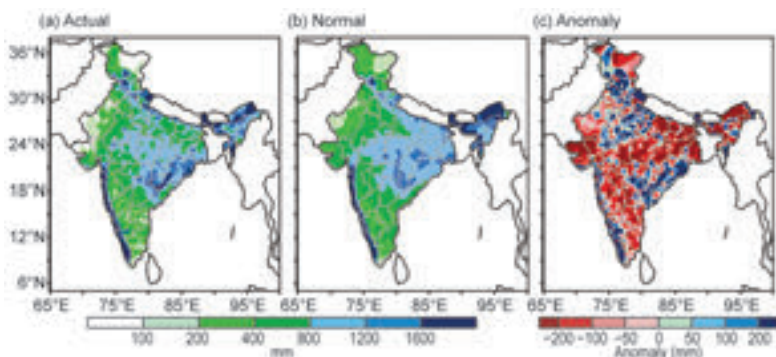 (a) Actual (b) Normal (c) Anomaly
36°N
30°N
24°N
18°N
12°N
6°N
65°E 75°E 85°E 95°E 65°E 75°E 85°E 95°E 65°E 75°E 85°E 95°E
100 200 400 800 1200 1600 −200 −100 −50 0 50 100 200
mm Anomaly (mm)